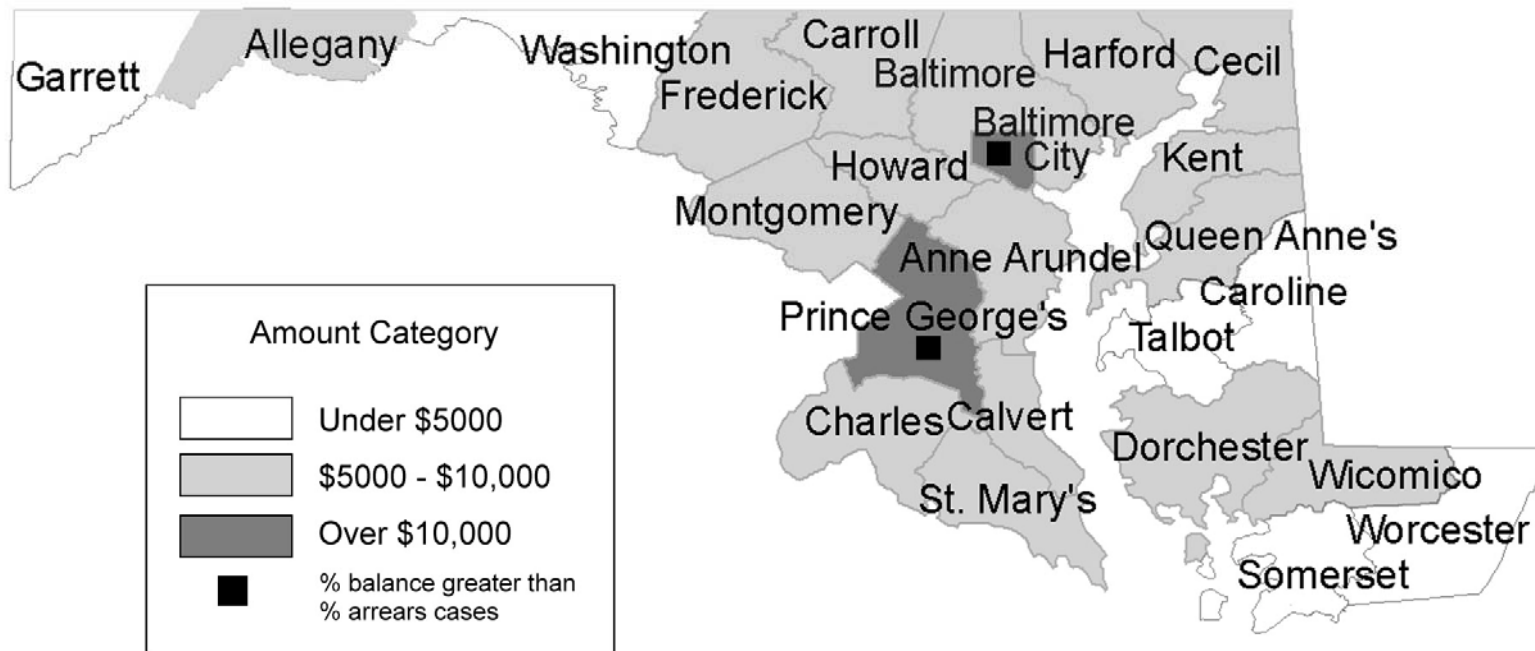 Garrett
Allegany
Washington
Frederick
Carroll
Baltimore
Harford
Cecil
Baltimore
City
Howard
Kent
Montgomery
Queen Anne's
Anne Arundel
Caroline
Prince George's
Talbot
Charles
Calvert
Dorchester
Wicomico
St. Mary's
Worcester
Somerset
Amount Category
Under $5000
$5000 - $10,000
Over $10,000
% balance greater than
% arrears cases